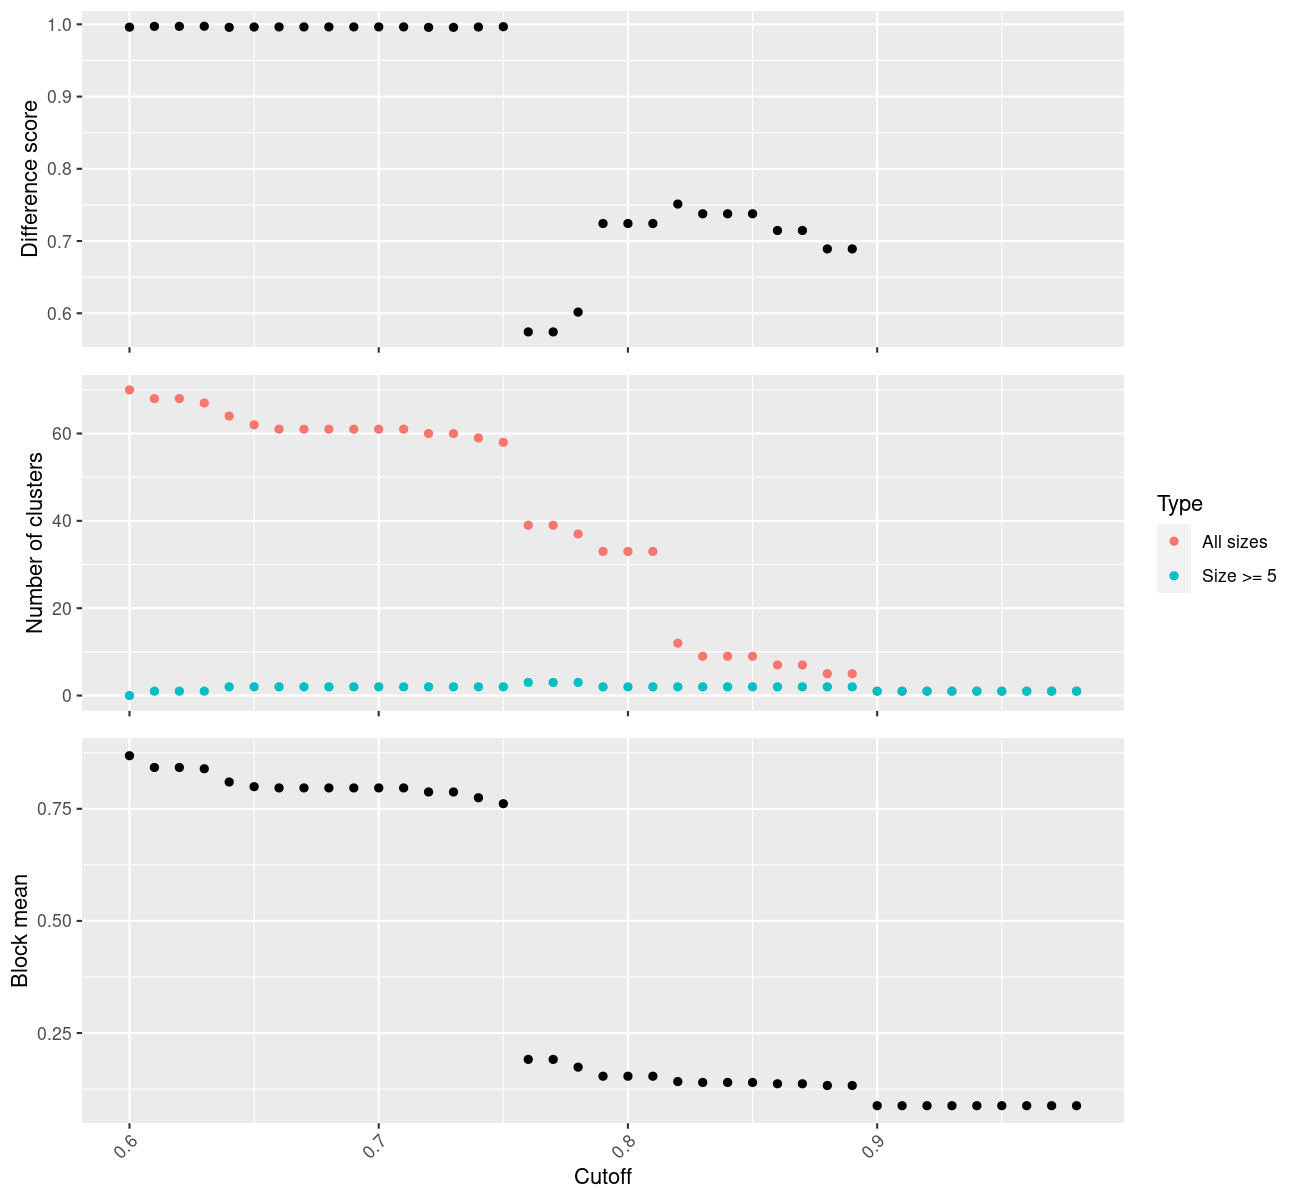 1.0
0.9
0.8
0.7
0.6
Difference score
60
40
20
0
Number of clusters
Type
All sizes
Size >= 5
0.75
0.50
0.25
Block mean
0.6
0.7
0.8
0.9
Cutoff